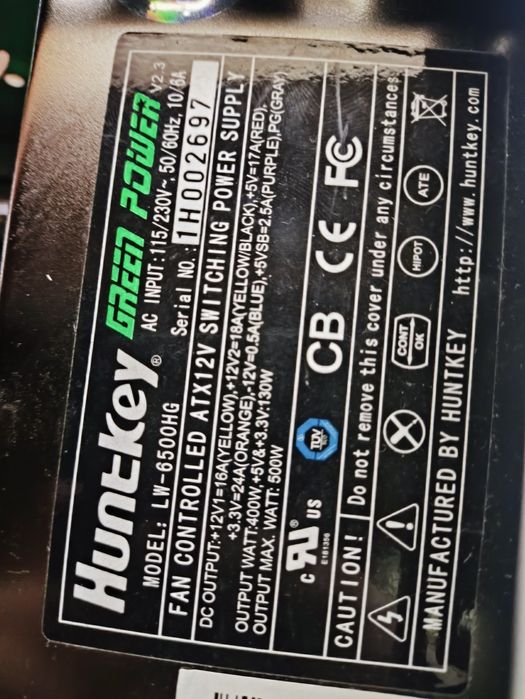 Huntkey® GREEN POWER V2.3
MODEL: LW-6500HG AC INPUT:115/230V~, 50/60Hz, 10/6A
Serial NO. 1H002697
FAN CONTROLLED ATX12V SWITCHING POWER SUPPLY
DC OUTPUT:+12V1=16A(YELLOW),+12V2=18A(YELLOW/BLACK),+5V=17A(RED),
+3.3V=24A(ORANGE),-12V=0.5A(BLUE),+5VSB=2.5A(PURPLE),PG(GRAY)
OUTPUT WATT:400W,+5V&+3.3V:130W
OUTPUT MAX. WATT: 500W
c RU® US TÜV CB CE FC
E161356
CAUTION! Do not remove this cover under any circumstances.
CONT OK HIPOT ATE
MANUFACTURED BY HUNTKEY http://www.huntkey.com